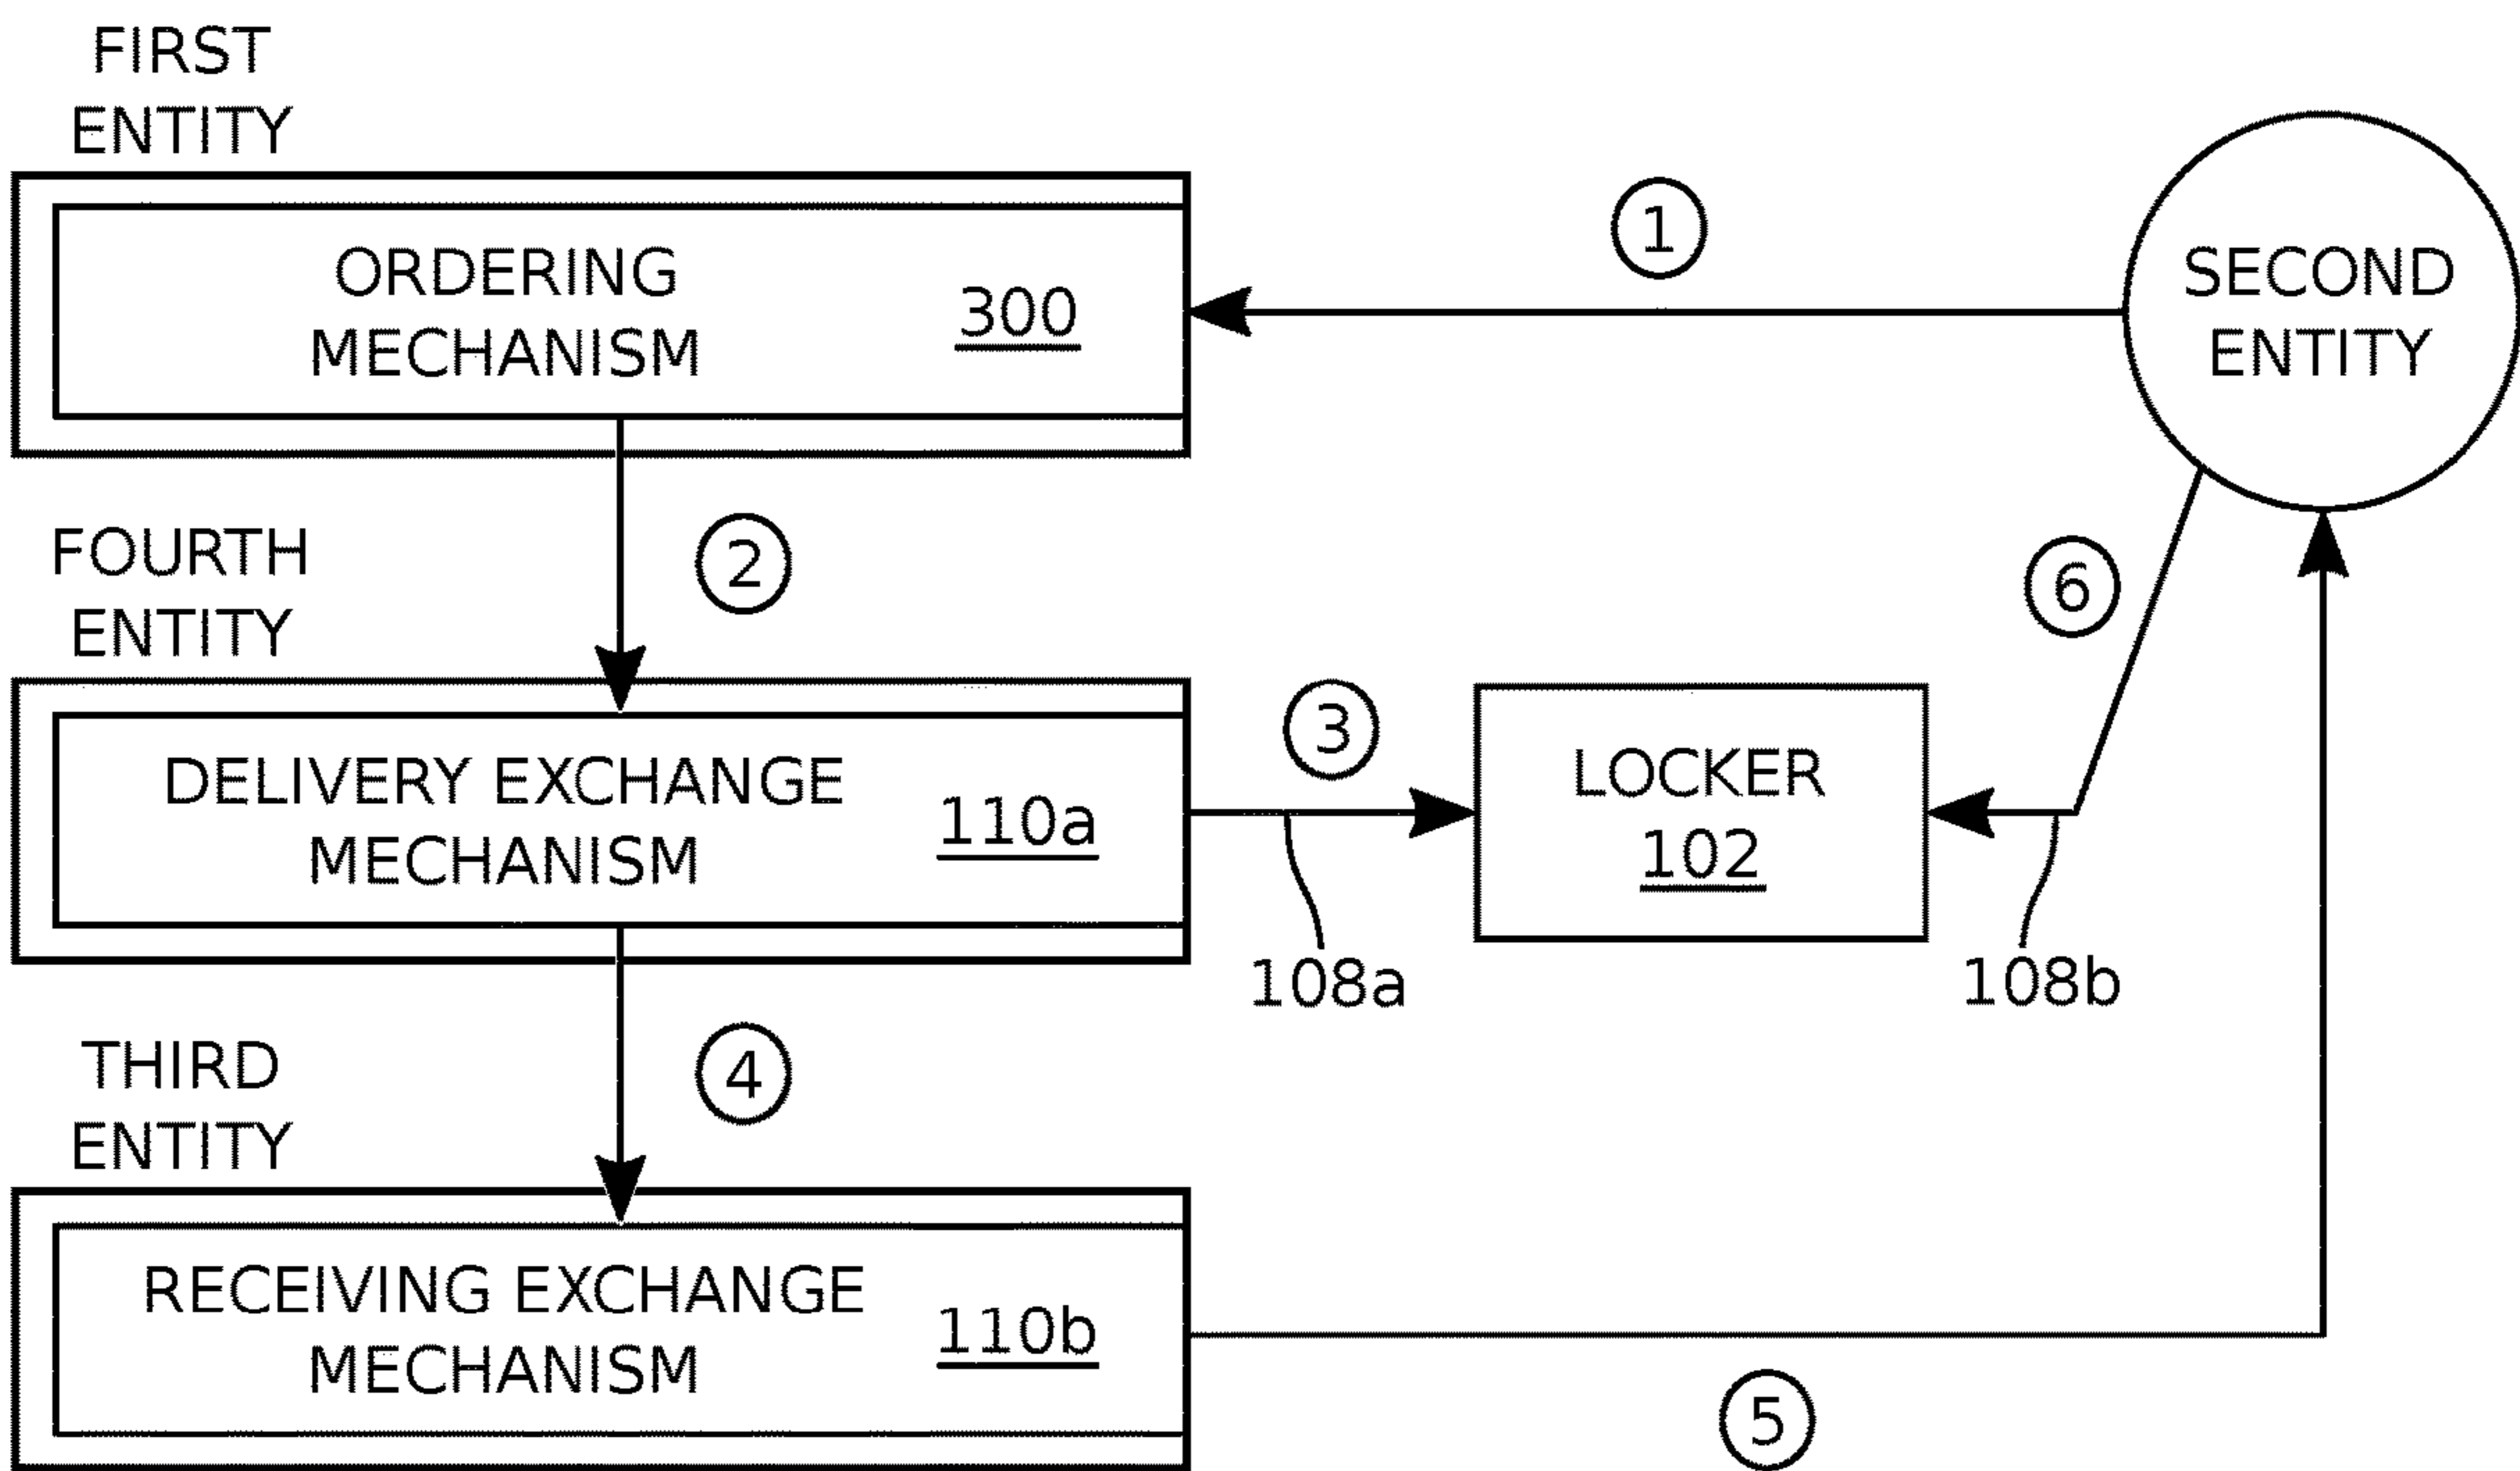 FIRST
ENTITY
ORDERING
MECHANISM
300
1
SECOND
ENTITY
2
FOURTH
ENTITY
6
DELIVERY EXCHANGE
MECHANISM
110a
3
LOCKER
102
108a
108b
4
THIRD
ENTITY
RECEIVING EXCHANGE
MECHANISM
110b
5